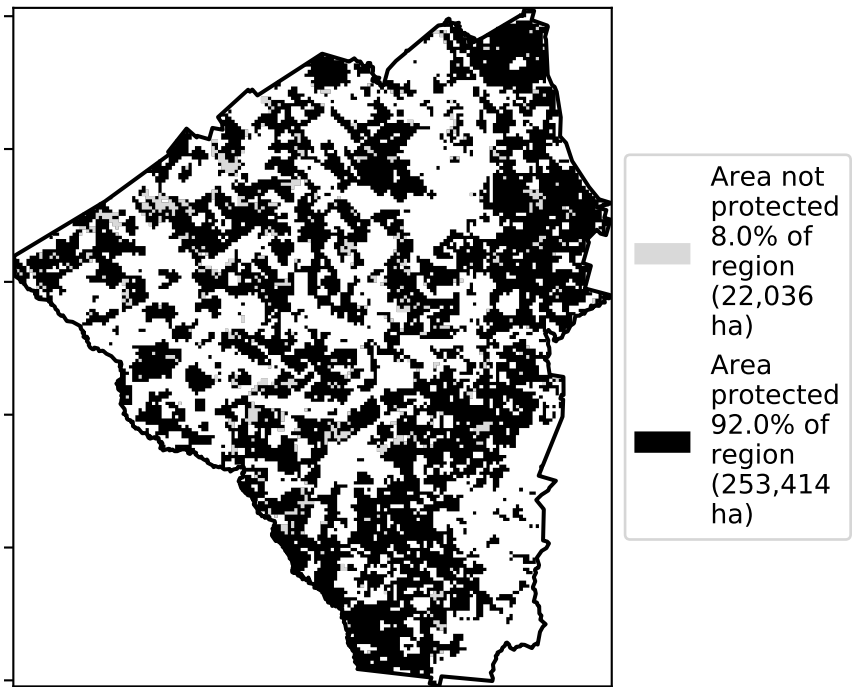 Area not
protected
8.0% of
region
(22,036
ha)
Area
protected
92.0% of
region
(253,414
ha)